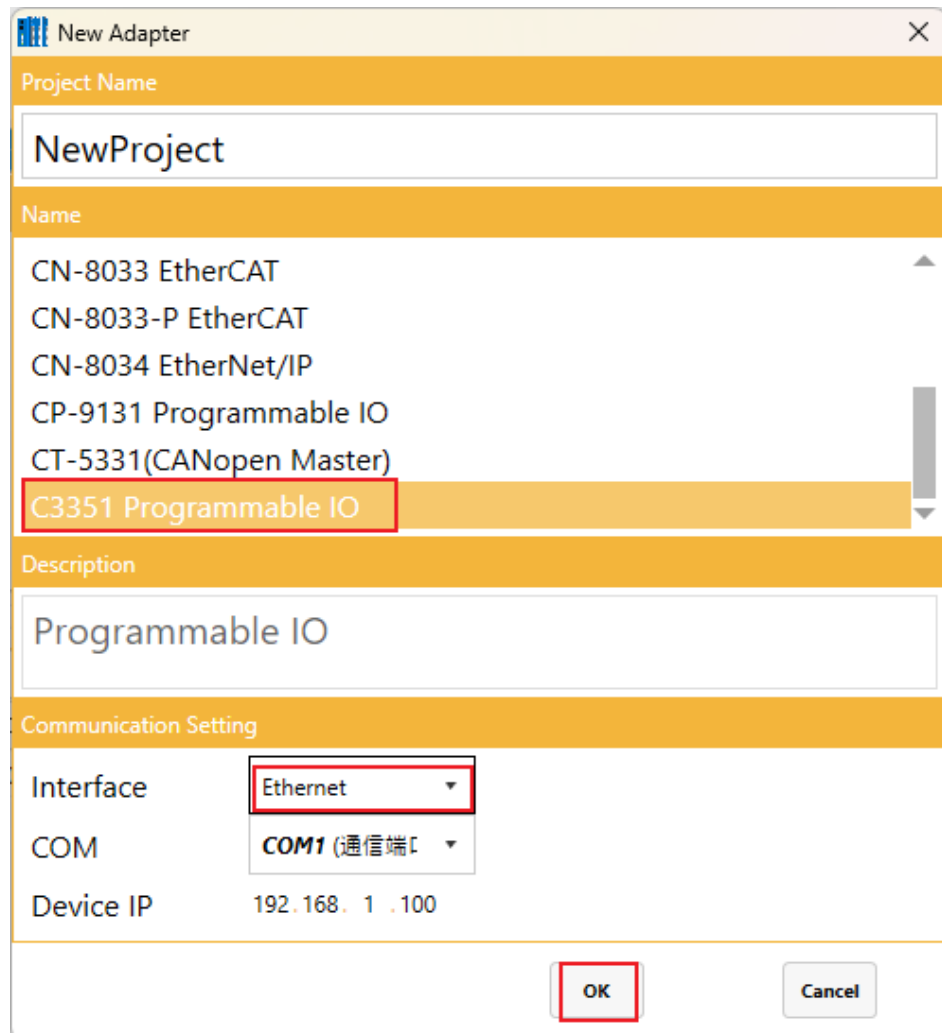 New Adapter
Project Name
NewProject
Name
CN-8033 EtherCAT
CN-8033-P EtherCAT
CN-8034 EtherNet/IP
CP-9131 Programmable IO
CT-5331(CANopen Master)
C3351 Programmable IO
Description
Programmable IO
Communication Setting
Interface Ethernet
COM COM1 (通信端
Device IP 192.168. 1 .100
OK Cancel